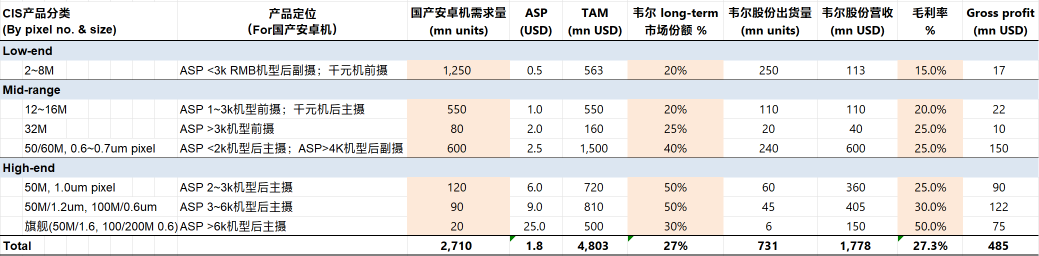 CIS产品分类 产品定位 国产安卓机需求量 ASP TAM 韦尔 long-term 韦尔股份出货量 韦尔股份营收 毛利率 Gross profit
(By pixel no. & size) （For国产安卓机） (mn units) (USD) (mn USD) 市场份额 % (mn units) (mn USD) % (mn USD)
Low-end
2~8M ASP <3k RMB机型后副摄；千元机前摄 1,250 0.5 563 20% 250 113 15.0% 17
Mid-range
12~16M ASP 1~3k机型前摄；千元机后主摄 550 1.0 550 20% 110 110 20.0% 22
32M ASP >3k机型前摄 80 2.0 160 25% 20 40 25.0% 10
50/60M, 0.6~0.7um pixel ASP <2k机型后主摄；ASP>4K机型后副摄 600 2.5 1,500 40% 240 600 25.0% 150
High-end
50M, 1.0um pixel ASP 2~3k机型后主摄 120 6.0 720 50% 60 360 25.0% 90
50M/1.2um, 100M/0.6um ASP 3~6k机型后主摄 90 9.0 810 50% 45 405 30.0% 122
旗舰(50M/1.6, 100/200M 0.6) ASP >6k机型后主摄 20 25.0 500 30% 6 150 50.0% 75
Total 2,710 1.8 4,803 27% 731 1,778 27.3% 485